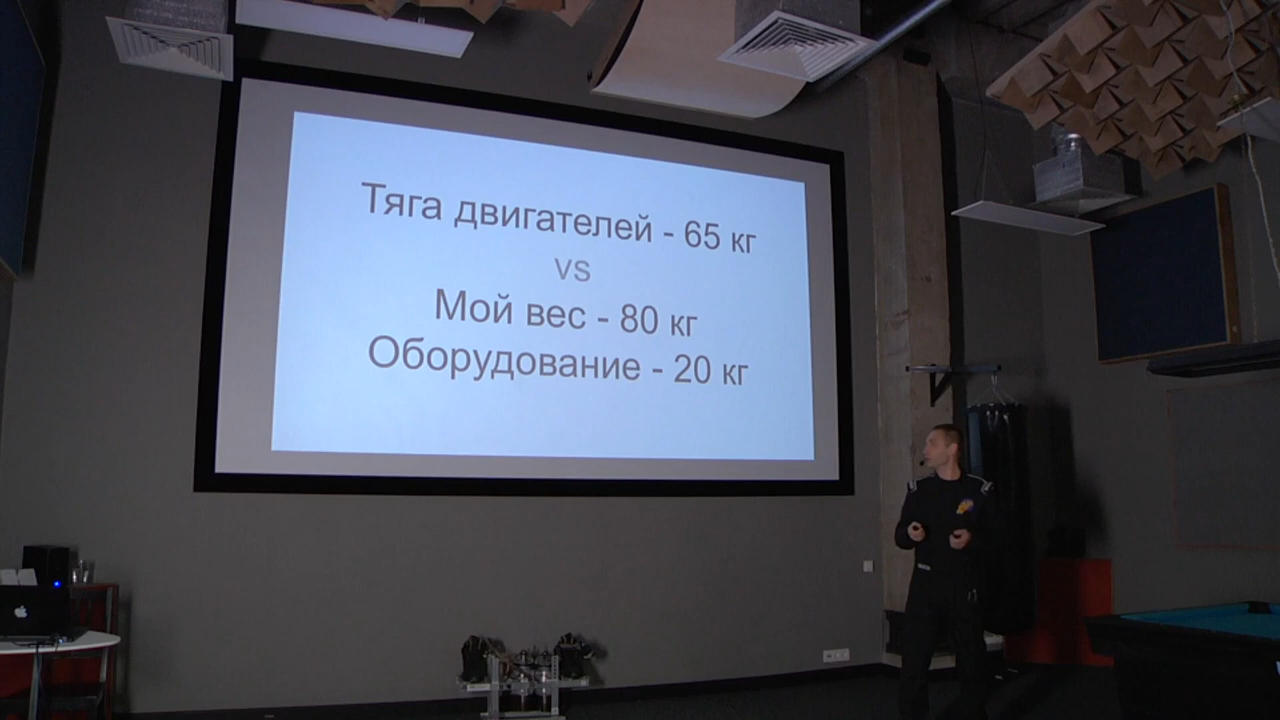 Тяга двигателей - 65 кг
vs
Мой вес - 80 кг
Оборудование - 20 кг